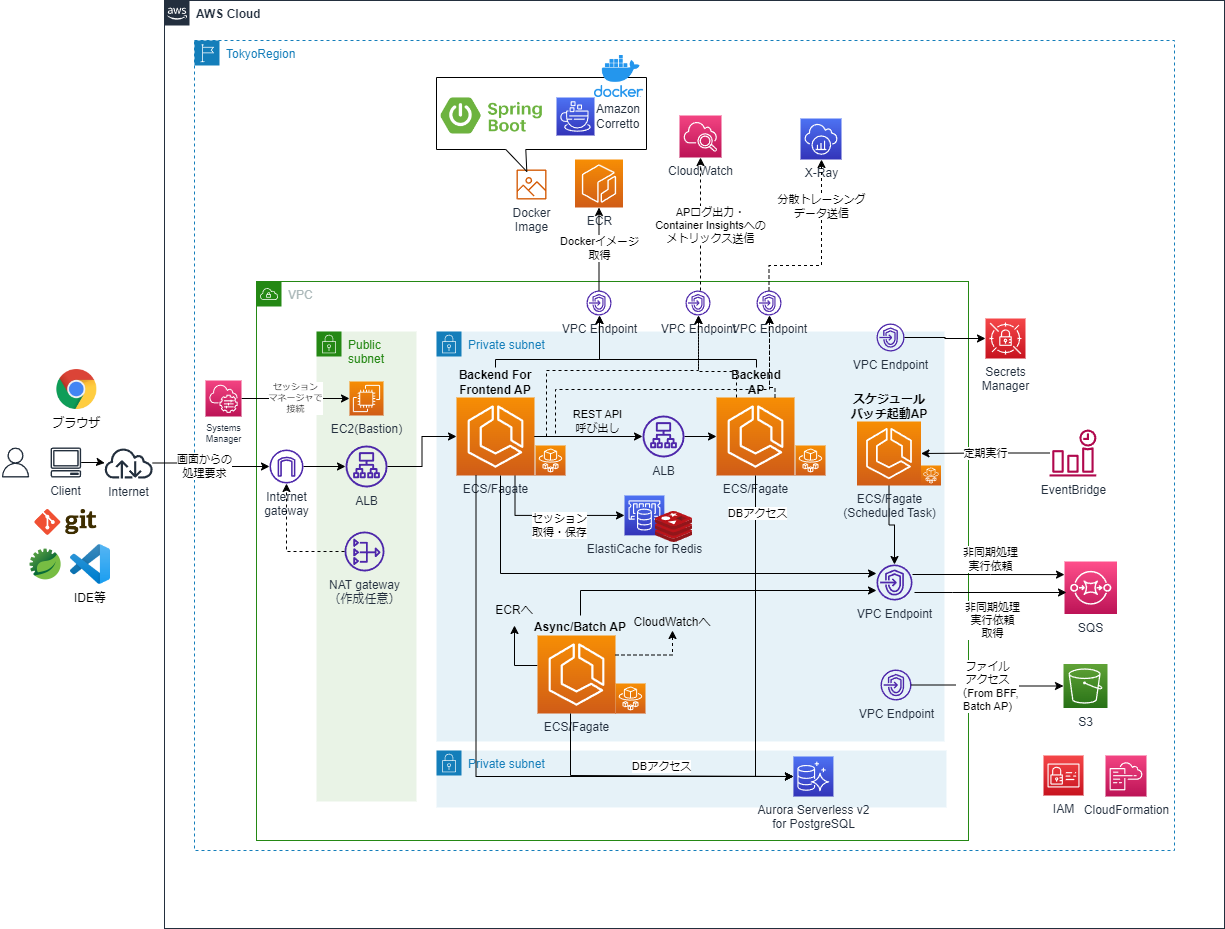 aws
AWS Cloud
TokyoRegion
docker
Spring
Boot
Amazon
Corretto
Docker
Image
ECR
Dockerイメージ
取得
CloudWatch
APログ出力・
Container Insightsへの
メトリックス送信
X-Ray
分散トレーシング
データ送信
VPC
VPC Endpoint
VPC Endpoint
VPC Endpoint
Public
subnet
Private subnet
VPC Endpoint
Secrets
Manager
ブラウザ
Client
Internet
git
IDE等
画面からの
処理要求
Systems
Manager
セッション
マネージャで
接続
EC2(Bastion)
Internet
gateway
ALB
NAT gateway
（作成任意）
Backend For
Frontend AP
ECS/Fagate
REST API
呼び出し
ALB
Backend
AP
ECS/Fagate
DBアクセス
スケジュール
バッチ起動AP
ECS/Fagate
(Scheduled Task)
定期実行
EventBridge
セッション
取得・保存
ElastiCache for Redis
VPC Endpoint
非同期処理
実行依頼
非同期処理
実行依頼
取得
SQS
ECRへ
Async/Batch AP
CloudWatchへ
ECS/Fagate
VPC Endpoint
ファイル
アクセス
（From BFF,
Batch AP）
S3
Private subnet
DBアクセス
Aurora Serverless v2
for PostgreSQL
IAM
CloudFormation